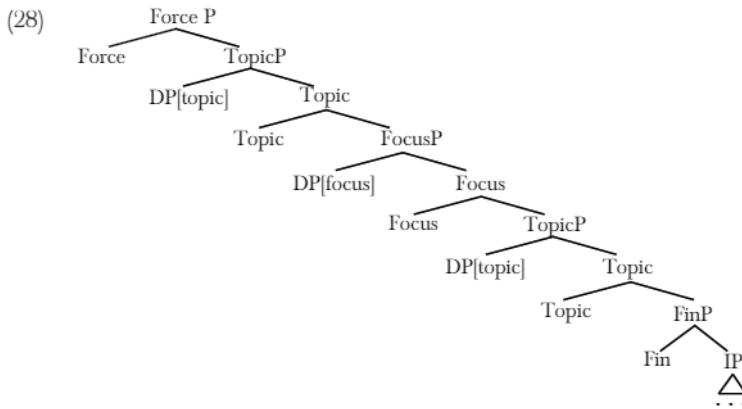 (28)
Force P
Force TopicP
DP[topic] Topic
Topic FocusP
DP[focus] Focus
Focus TopicP
DP[topic] Topic
Topic FinP
Fin IP
...